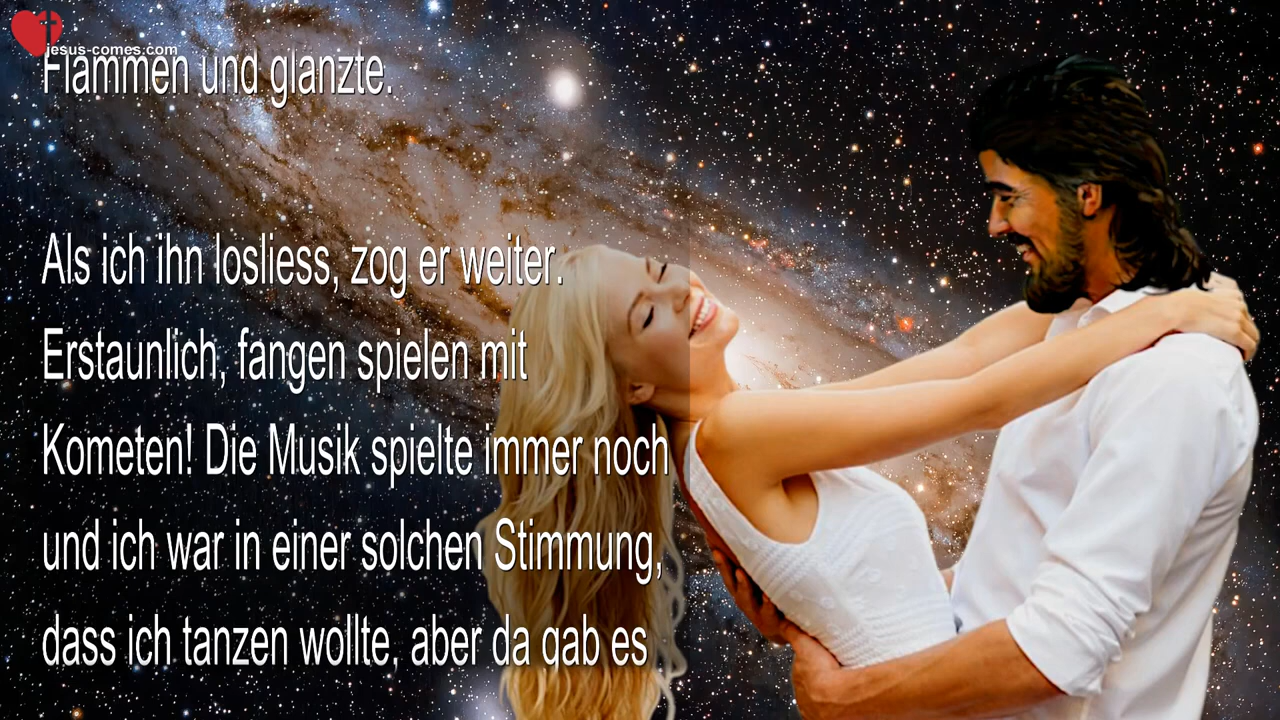 jesus-comes.com
Flammen und glänzte.
Als ich ihn losliess, zog er weiter.
Erstaunlich, fangen spielen mit
Kometen! Die Musik spielte immer noch
und ich war in einer solchen Stimmung,
dass ich tanzen wollte, aber da gab es